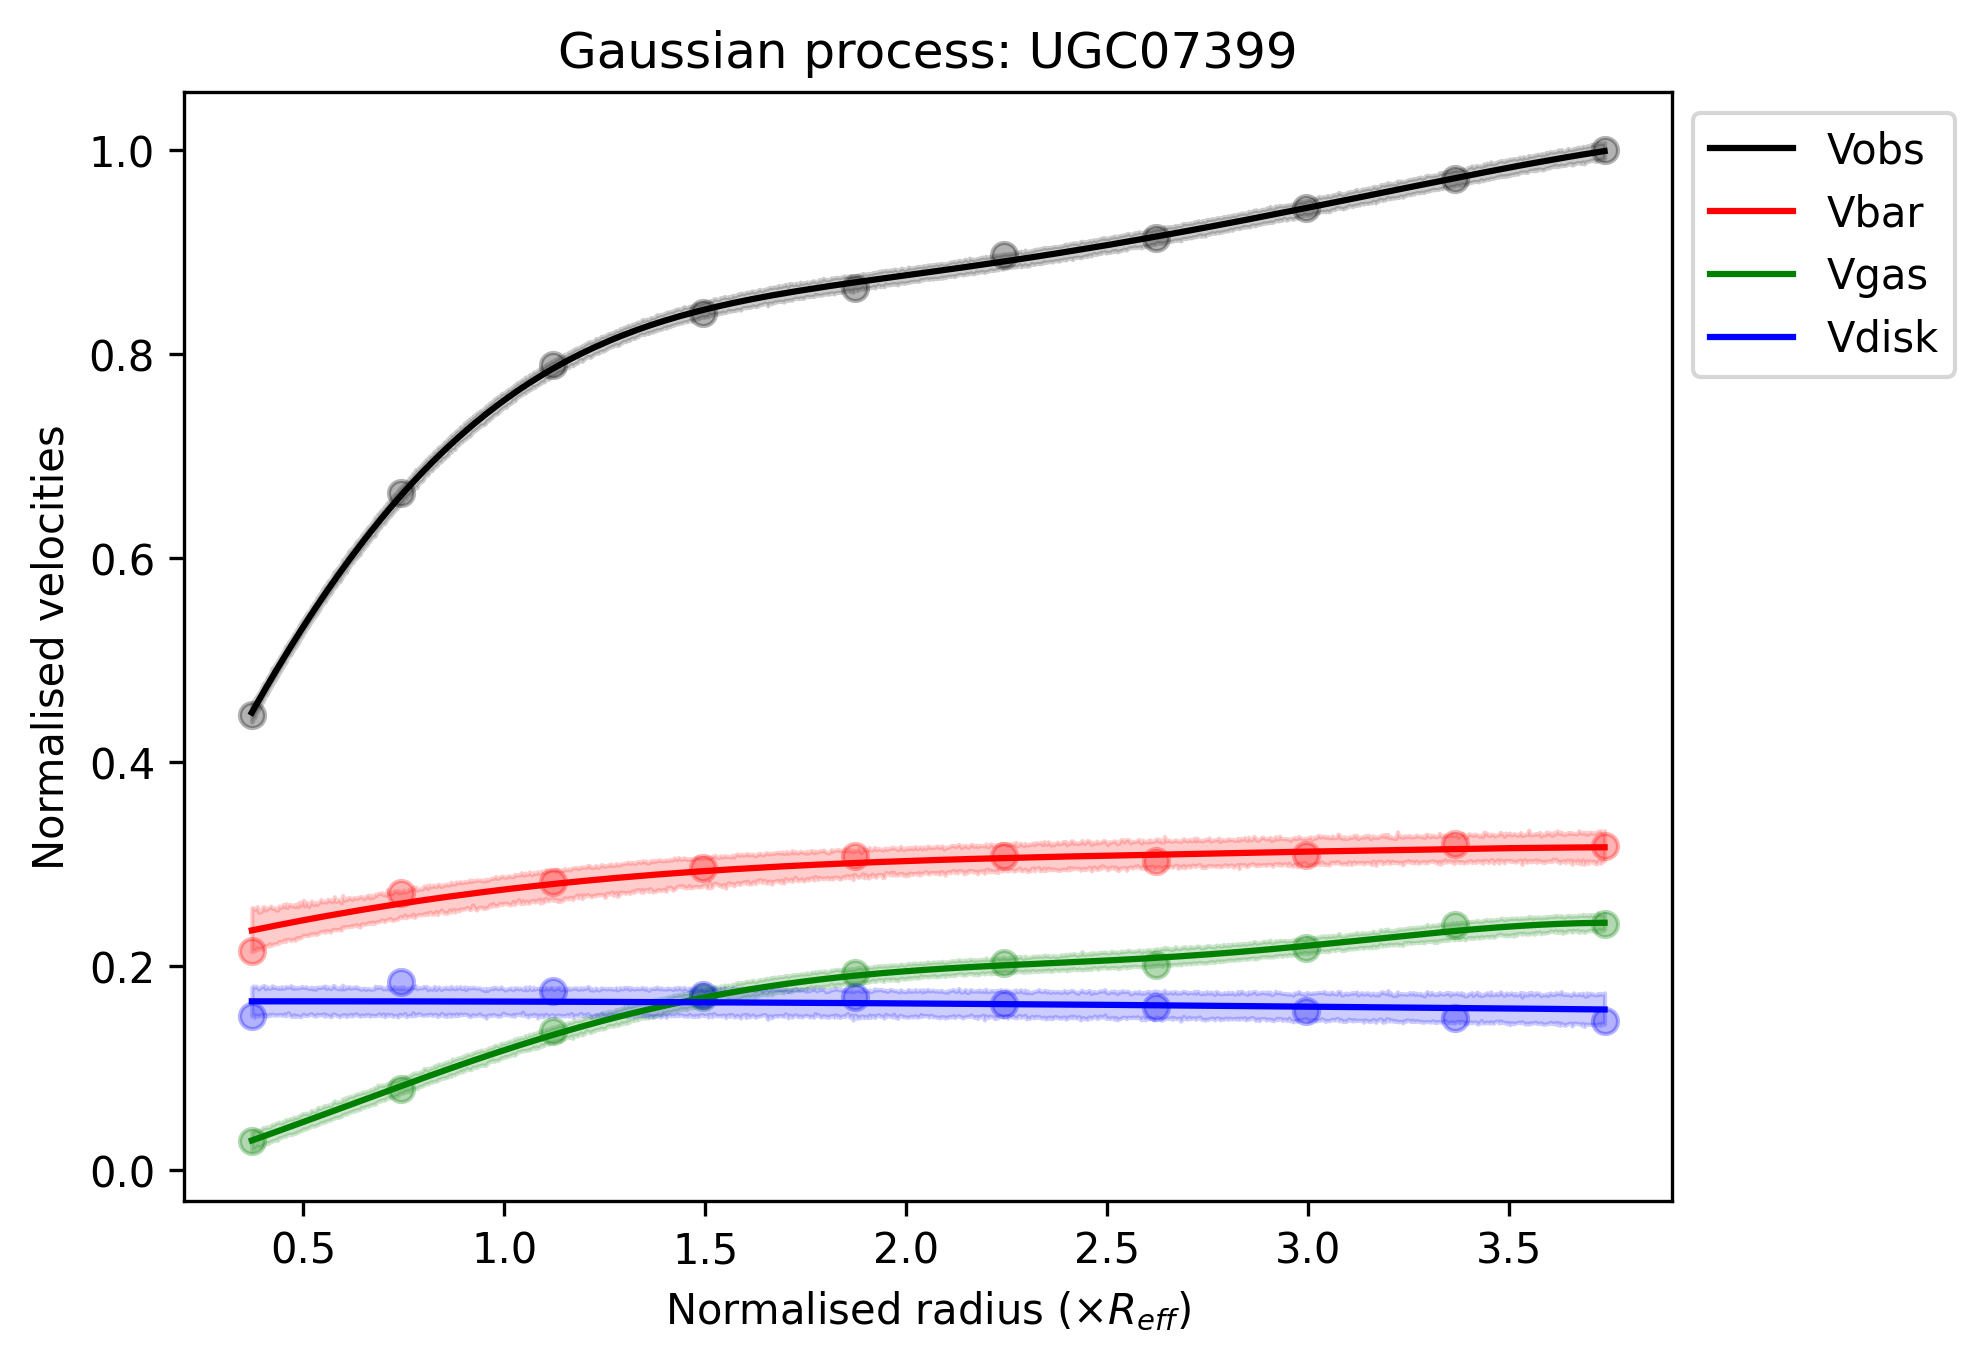 Gaussian process: UGC07399
Vobs
Vbar
Vgas
Vdisk
Normalised velocities
1.0
0.8
0.6
0.4
0.2
0.0
0.5 1.0 1.5 2.0 2.5 3.0 3.5
Normalised radius (×R_eff)